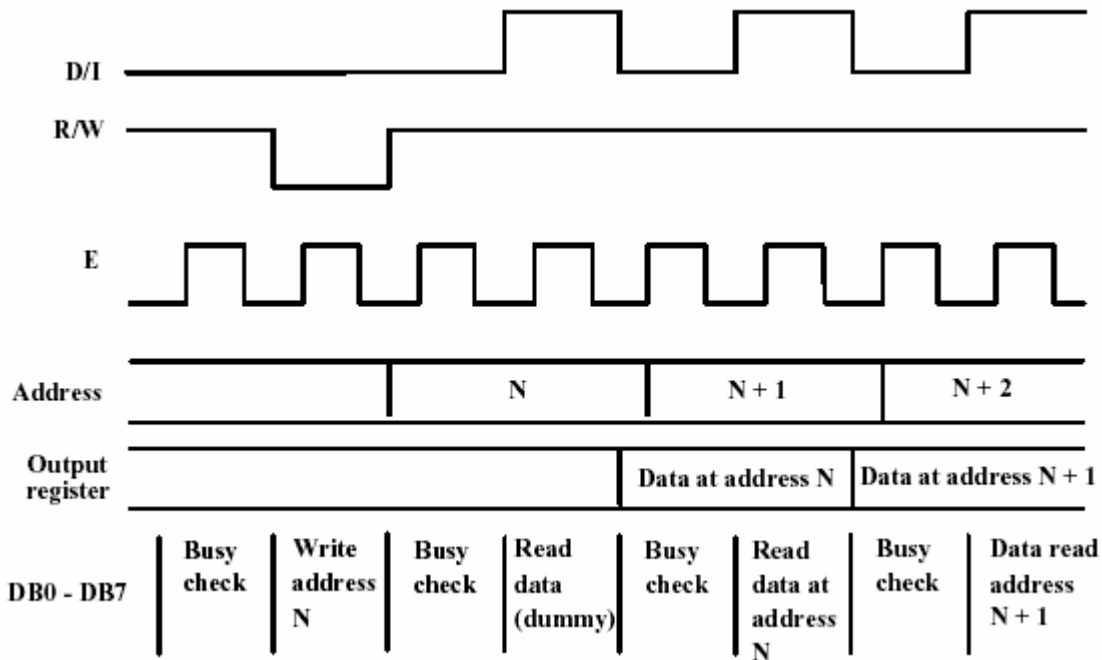 D/I
R/W
E
Address
N
N + 1
N + 2
Output
register
Data at address N
Data at address N + 1
DB0 - DB7
Busy
check
Write
address
N
Busy
check
Read
data
(dummy)
Busy
check
Read
data at
address
N
Busy
check
Data read
address
N + 1